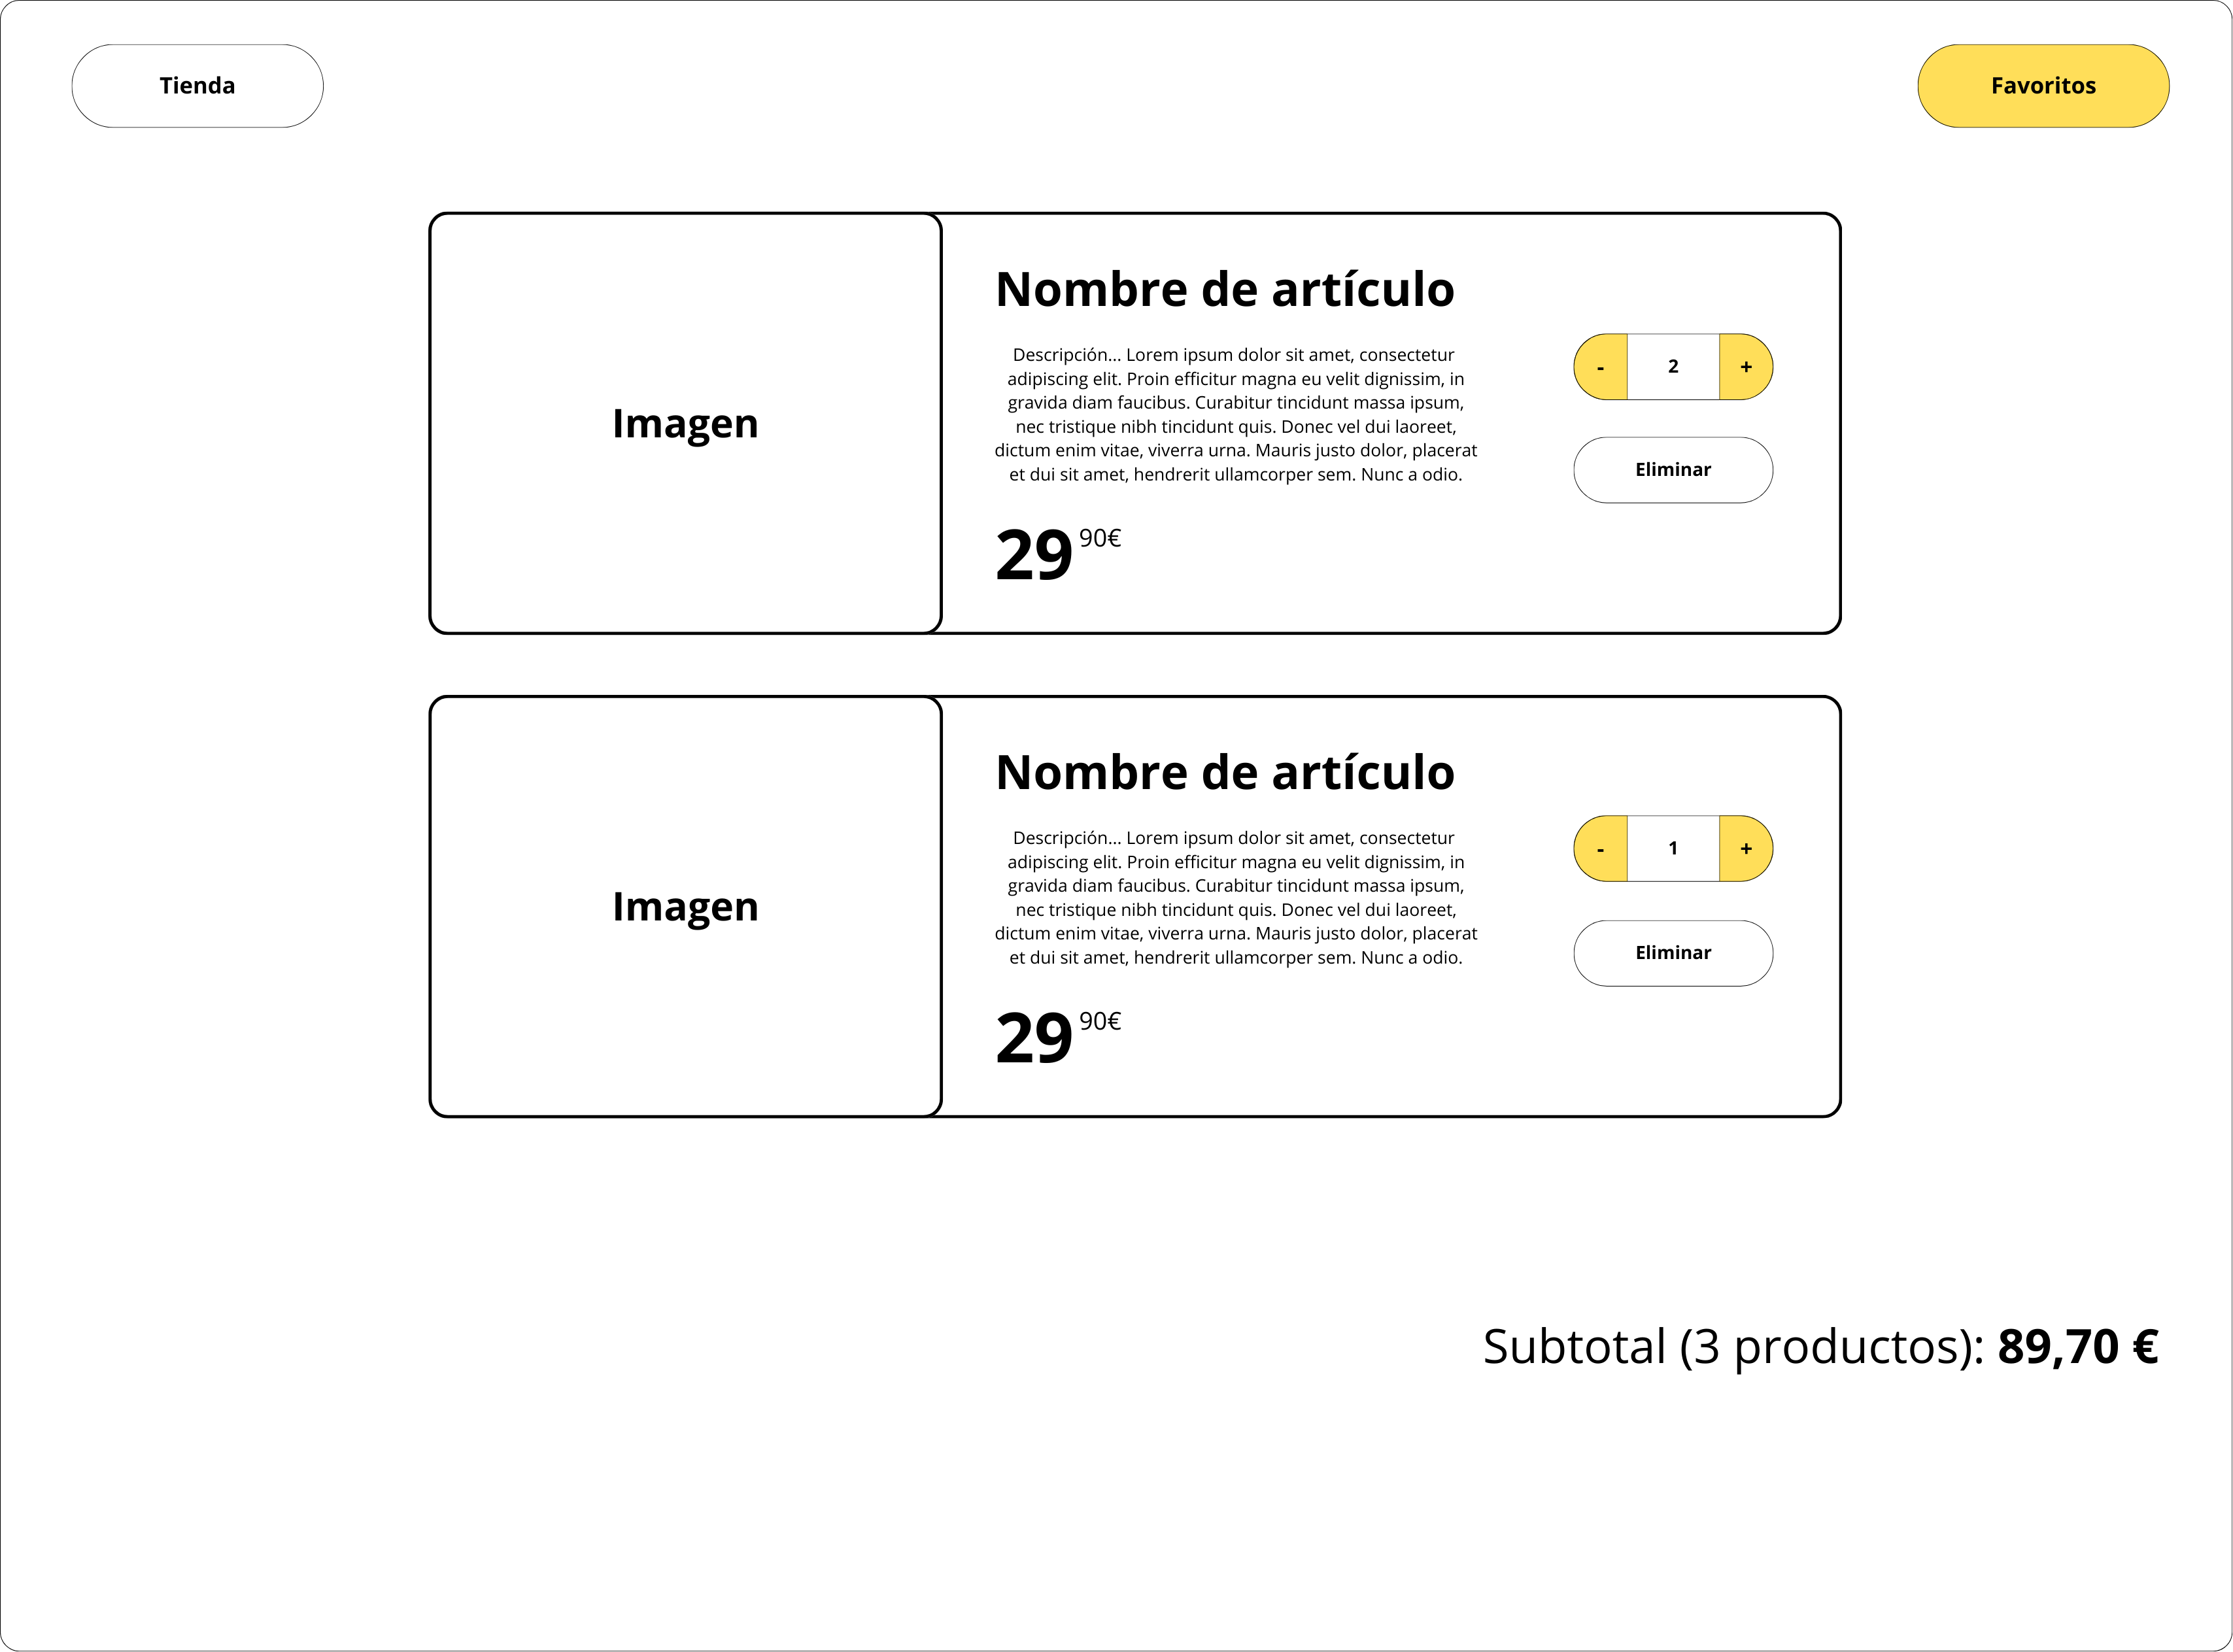 Tienda
Favoritos
Imagen
Nombre de artículo
Descripción... Lorem ipsum dolor sit amet, consectetur
adipiscing elit. Proin efficitur magna eu velit dignissim, in
gravida diam faucibus. Curabitur tincidunt massa ipsum,
nec tristique nibh tincidunt quis. Donec vel dui laoreet,
dictum enim vitae, viverra urna. Mauris justo dolor, placerat
et dui sit amet, hendrerit ullamcorper sem. Nunc a odio.
29 90€
- 2 +
Eliminar
Imagen
Nombre de artículo
Descripción... Lorem ipsum dolor sit amet, consectetur
adipiscing elit. Proin efficitur magna eu velit dignissim, in
gravida diam faucibus. Curabitur tincidunt massa ipsum,
nec tristique nibh tincidunt quis. Donec vel dui laoreet,
dictum enim vitae, viverra urna. Mauris justo dolor, placerat
et dui sit amet, hendrerit ullamcorper sem. Nunc a odio.
29 90€
- 1 +
Eliminar
Subtotal (3 productos): 89,70 €